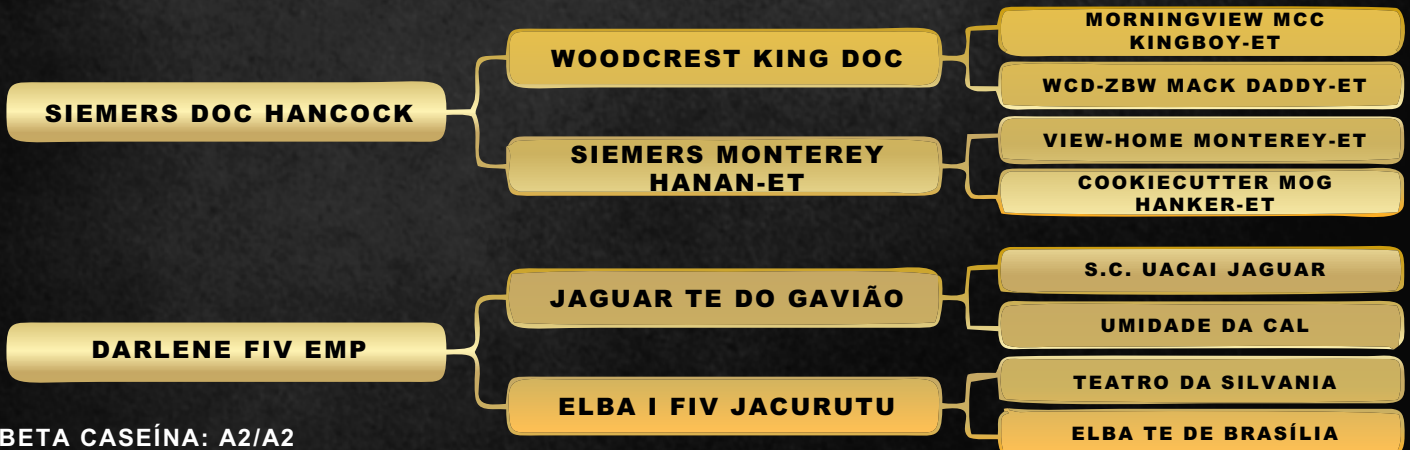 SIEMERS DOC HANCOCK
WOODCREST KING DOC
MORNINGVIEW MCC
KINGBOY-ET
WCD-ZBW MACK DADDY-ET
SIEMERS MONTEREY
HANAN-ET
VIEW-HOME MONTEREY-ET
COOKIECUTTER MOG
HANKER-ET
DARLENE FIV EMP
JAGUAR TE DO GAVIÃO
S.C. UACAI JAGUAR
UMIDADE DA CAL
ELBA I FIV JACURUTU
TEATRO DA SILVANIA
ELBA TE DE BRASÍLIA
BETA CASEÍNA: A2/A2